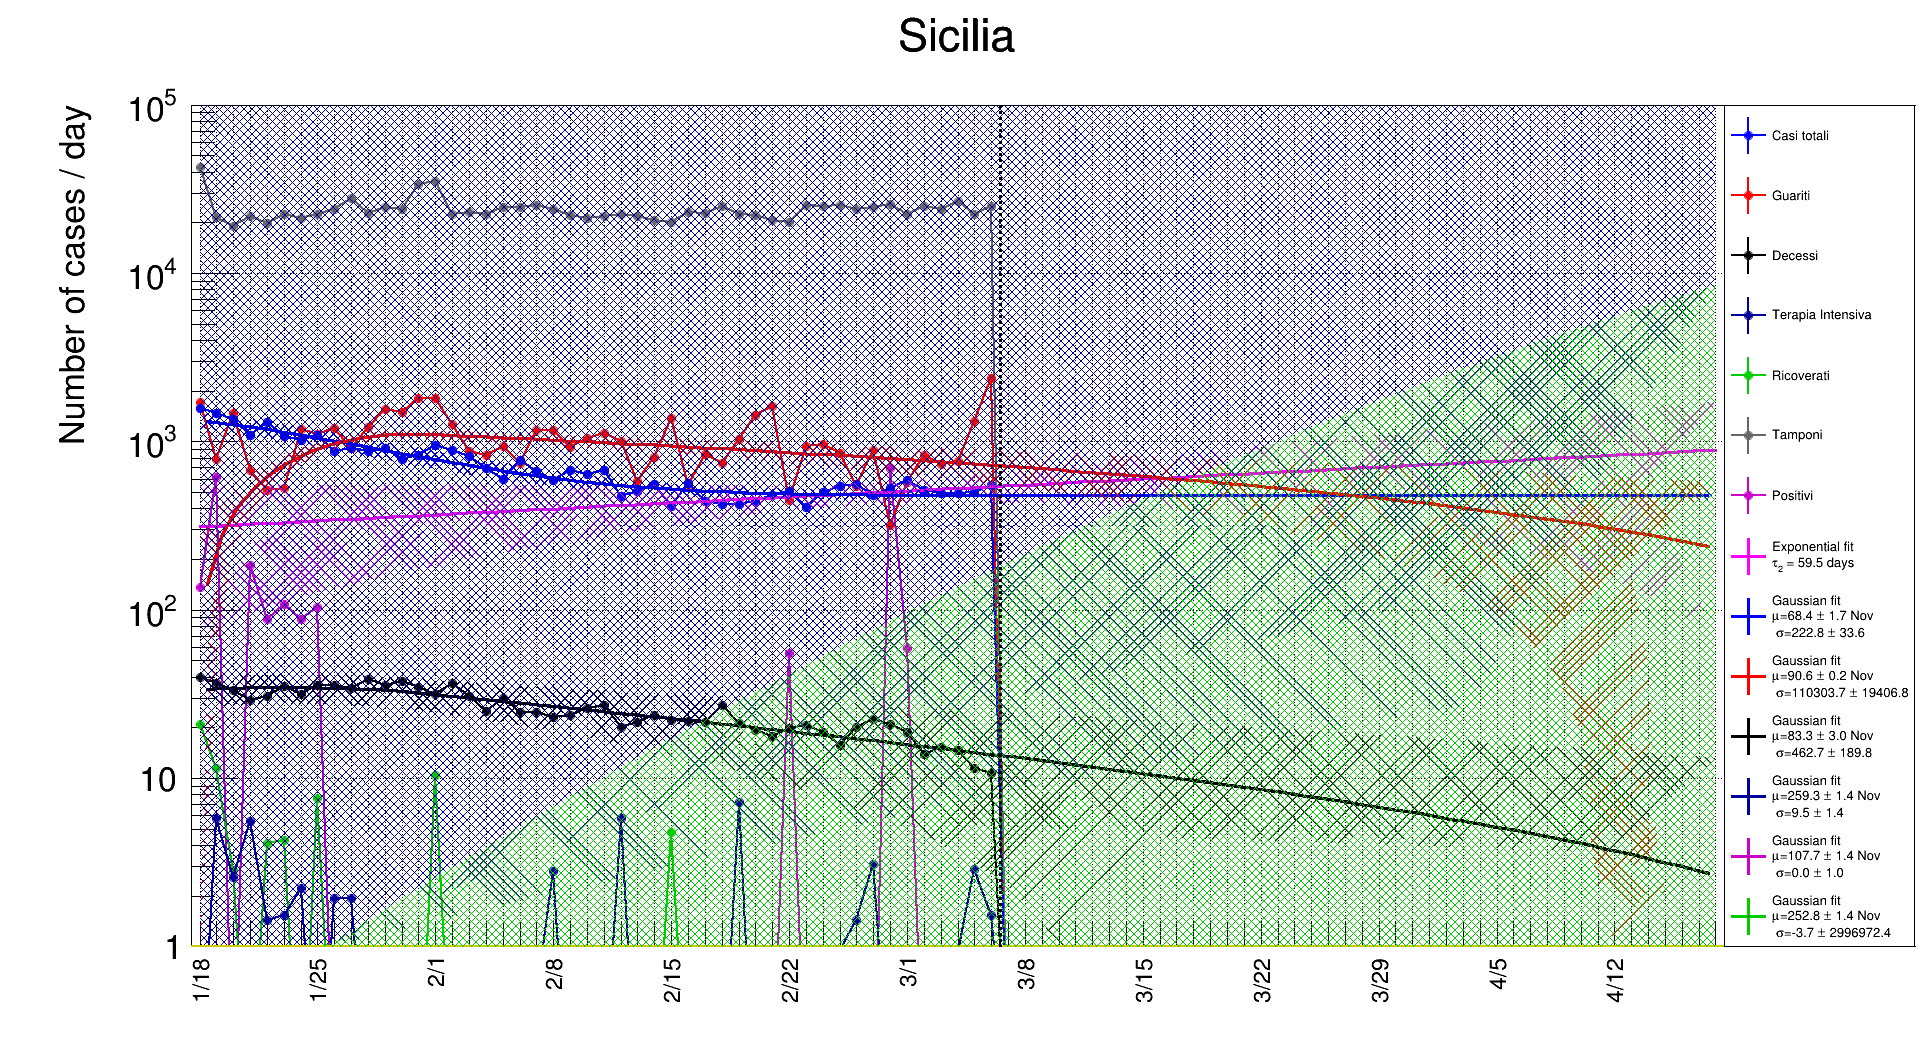 Sicilia
Number of cases / day
10^5
10^4
10^3
10^2
10
1
1/18
1/25
2/1
2/8
2/15
2/22
3/1
3/8
3/15
3/22
3/29
4/5
4/12
Casi totali
Guariti
Decessi
Terapia Intensiva
Ricoverati
Tamponi
Positivi
Exponential fit
τ_2 = 59.5 days
Gaussian fit
μ=68.4 ± 1.7 Nov
σ=222.8 ± 33.6
Gaussian fit
μ=90.6 ± 0.2 Nov
σ=110303.7 ± 19406.8
Gaussian fit
μ=83.3 ± 3.0 Nov
σ=462.7 ± 189.8
Gaussian fit
μ=259.3 ± 1.4 Nov
σ=9.5 ± 1.4
Gaussian fit
μ=107.7 ± 1.4 Nov
σ=0.0 ± 1.0
Gaussian fit
μ=252.8 ± 1.4 Nov
σ=-3.7 ± 2996972.4